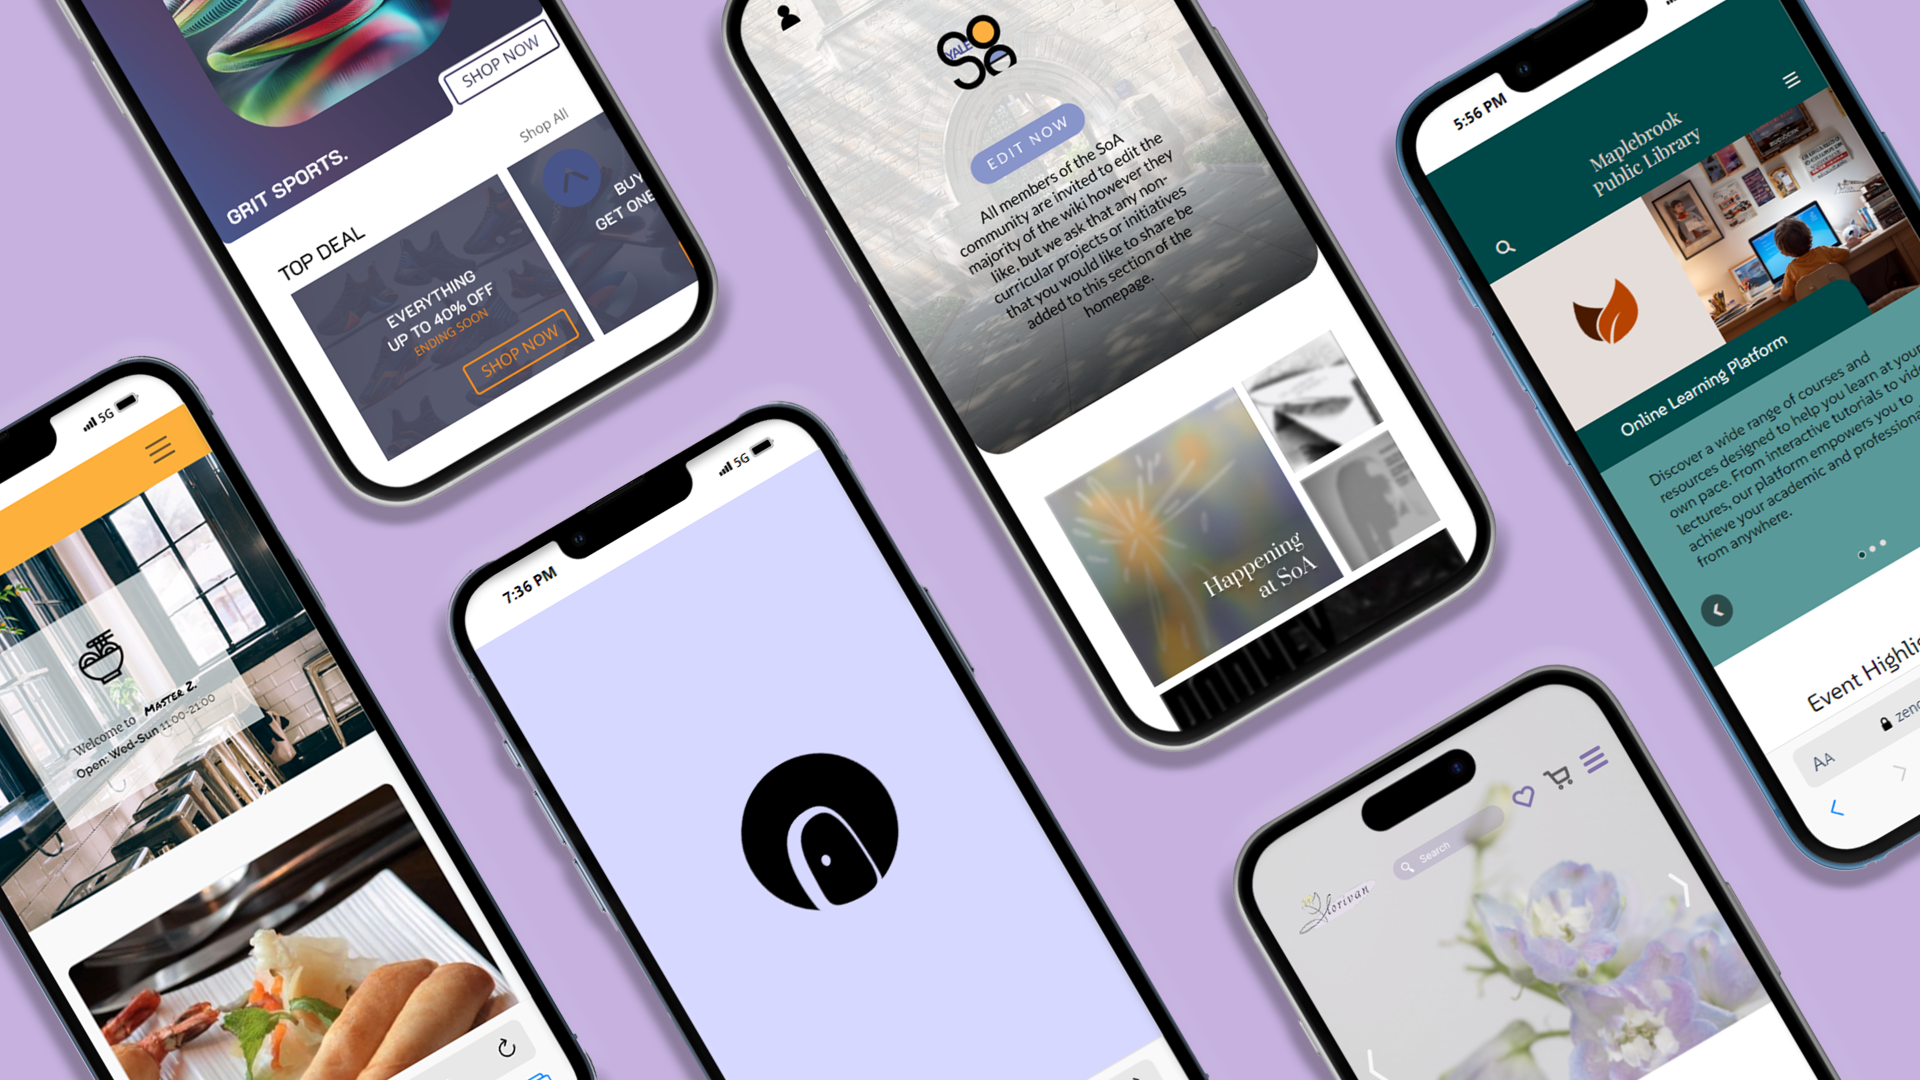 SHOP NOW
GRIT SPORTS.
Shop All
TOP DEAL
EVERYTHING
UP TO 40% OFF
ENDING SOON
SHOP NOW
BUY
GET ONE
5G
Welcome to MASTER Z.
Open: Wed-Sun 11:00-21:00
7:36 PM
5G
YALE
SOA
EDIT NOW
All members of the SoA
community are invited to edit the
majority of the wiki however they
like, but we ask that any non-
curricular projects or initiatives
that you would like to share be
added to this section of the
homepage.
Happening
at SoA
5:56 PM
Maplebrook
Public Library
Online Learning Platform
Discover a wide range of courses and
resources designed to help you learn at your
own pace. From interactive tutorials to
lectures, our platform empowers you to
achieve your academic and professional
from anywhere.
Event
AA
Search
Florivan